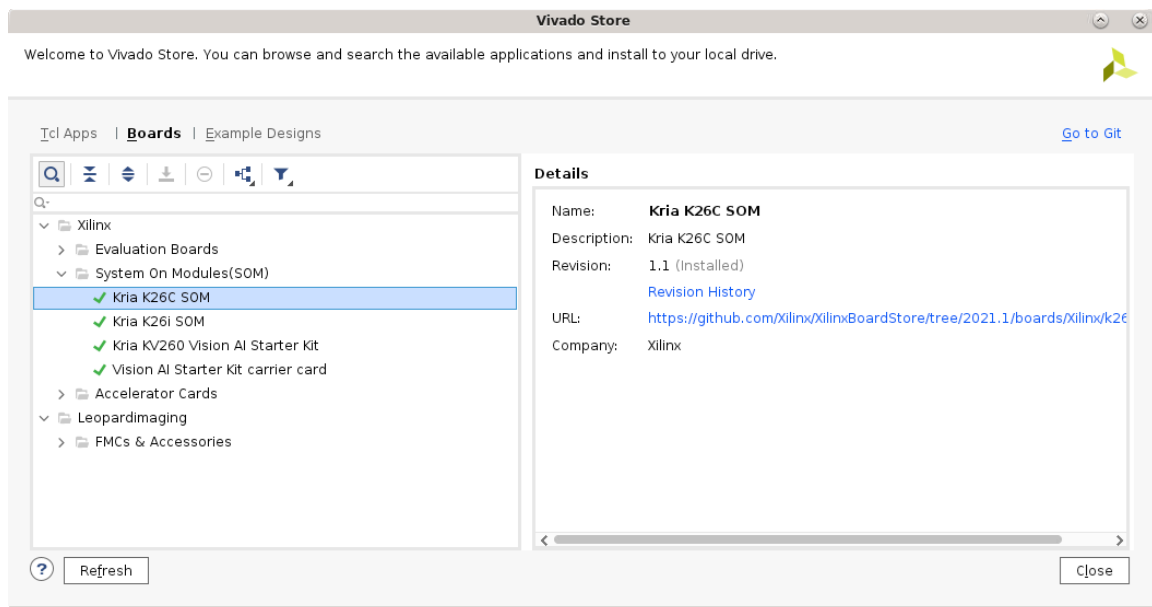 Vivado Store
Welcome to Vivado Store. You can browse and search the available applications and install to your local drive.
Tcl Apps | Boards | Example Designs
Go to Git
Xilinx
Evaluation Boards
System On Modules(SOM)
Kria K26C SOM
Kria K26i SOM
Kria KV260 Vision AI Starter Kit
Vision AI Starter Kit carrier card
Accelerator Cards
Leopardimaging
FMCs & Accessories
Details
Name: Kria K26C SOM
Description: Kria K26C SOM
Revision: 1.1 (Installed)
Revision History
URL: https://github.com/Xilinx/XilinxBoardStore/tree/2021.1/boards/Xilinx/k26
Company: Xilinx
? Refresh
Close